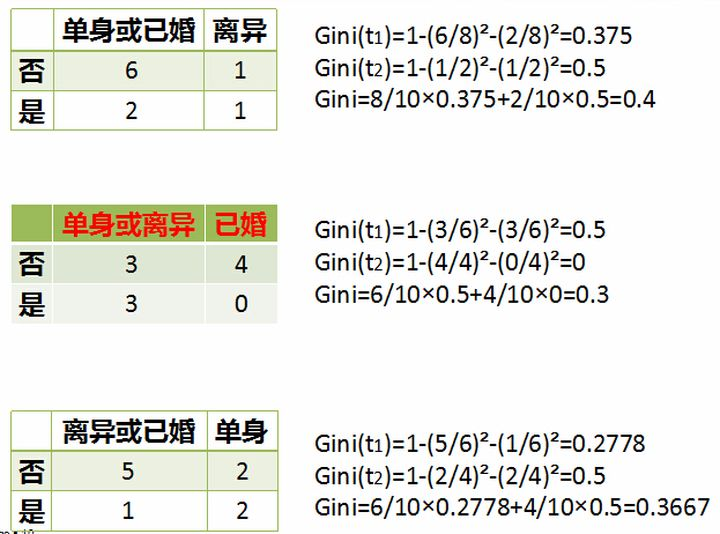 单身或已婚 离异
否 6 1
是 2 1
Gini(t1)=1-(6/8)²-(2/8)²=0.375
Gini(t2)=1-(1/2)²-(1/2)²=0.5
Gini=8/10×0.375+2/10×0.5=0.4
单身或离异 已婚
否 3 4
是 3 0
Gini(t1)=1-(3/6)²-(3/6)²=0.5
Gini(t2)=1-(4/4)²-(0/4)²=0
Gini=6/10×0.5+4/10×0=0.3
离异或已婚 单身
否 5 2
是 1 2
Gini(t1)=1-(5/6)²-(1/6)²=0.2778
Gini(t2)=1-(2/4)²-(2/4)²=0.5
Gini=6/10×0.2778+4/10×0.5=0.3667